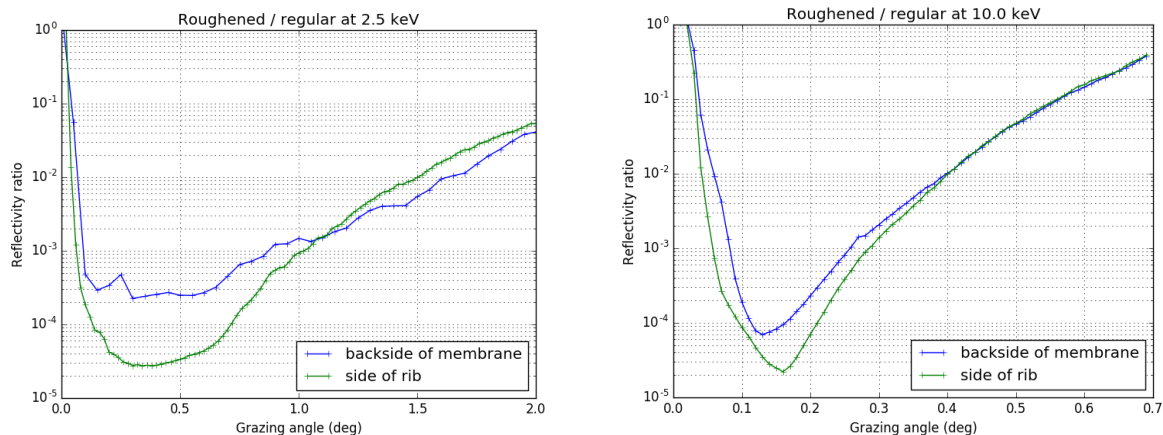 Roughened / regular at 2.5 keV
10^0
10^-1
10^-2
10^-3
10^-4
10^-5
Reflectivity ratio
backside of membrane
side of rib
0.0 0.5 1.0 1.5 2.0
Grazing angle (deg)
Roughened / regular at 10.0 keV
10^0
10^-1
10^-2
10^-3
10^-4
10^-5
Reflectivity ratio
backside of membrane
side of rib
0.0 0.1 0.2 0.3 0.4 0.5 0.6 0.7
Grazing angle (deg)